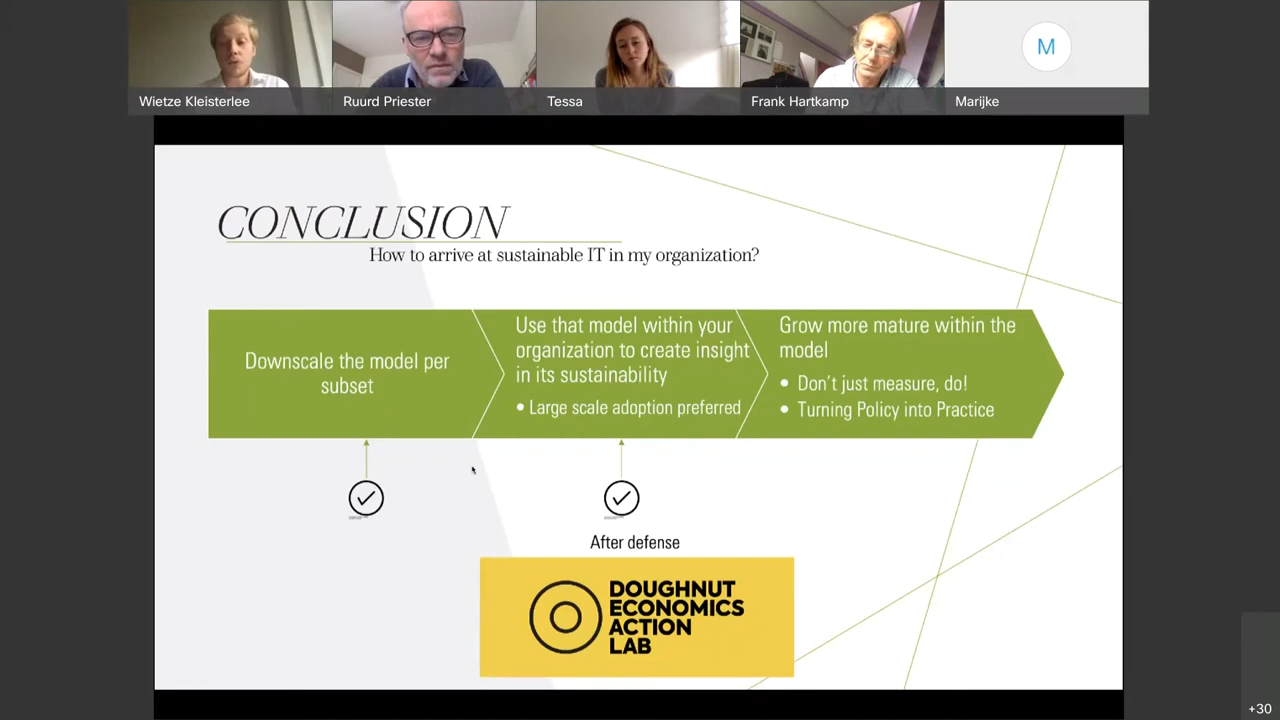 M
Wietze Kleisterlee
Ruurd Priester
Tessa
Frank Hartkamp
Marijke
CONCLUSION
How to arrive at sustainable IT in my organization?
Downscale the model per
subset
Use that model within your
organization to create insight
in its sustainability
• Large scale adoption preferred
Grow more mature within the
model
• Don't just measure, do!
• Turning Policy into Practice
After defense
DOUGHNUT
ECONOMICS
ACTION
LAB
+30